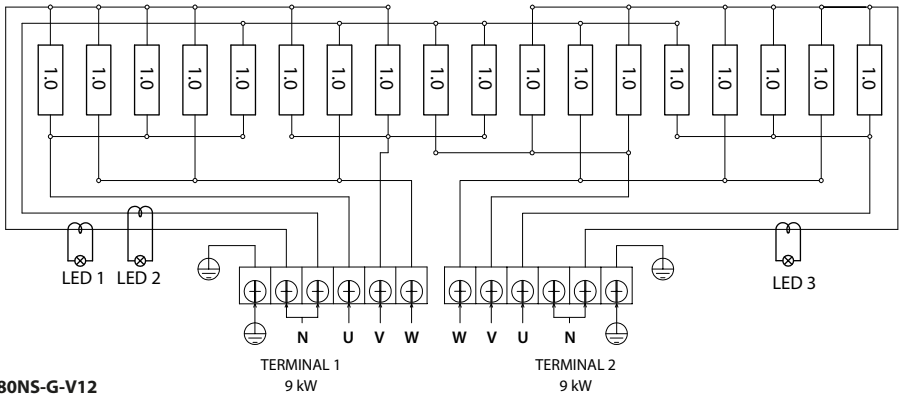 1.0 1.0 1.0 1.0 1.0 1.0 1.0 1.0 1.0 1.0 1.0 1.0 1.0 1.0 1.0 1.0 1.0 1.0
LED 1 LED 2 LED 3
N U V W W V U N
TERMINAL 1 TERMINAL 2
9 kW 9 kW
80NS-G-V12